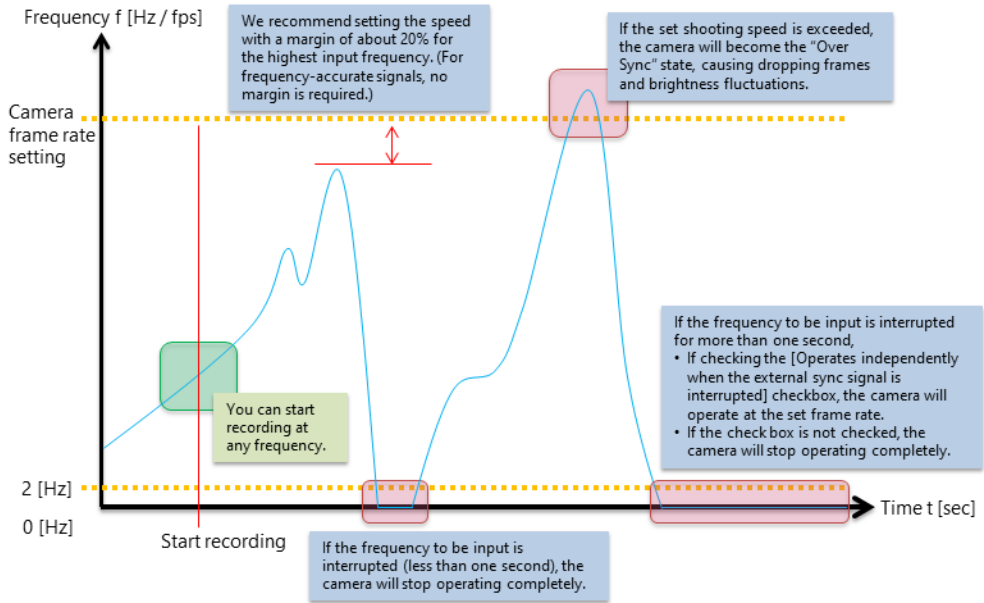 Frequency f [Hz / fps]
We recommend setting the speed
with a margin of about 20% for
the highest input frequency. (For
frequency-accurate signals, no
margin is required.)
If the set shooting speed is exceeded,
the camera will become the “Over
Sync” state, causing dropping frames
and brightness fluctuations.
Camera
frame rate
setting
If the frequency to be input is interrupted
for more than one second,
• If checking the [Operates independently
when the external sync signal is
interrupted] checkbox, the camera will
operate at the set frame rate.
• If the check box is not checked, the
camera will stop operating completely.
You can start
recording at
any frequency.
2 [Hz]
0 [Hz]
Time t [sec]
Start recording
If the frequency to be input is
interrupted (less than one second), the
camera will stop operating completely.